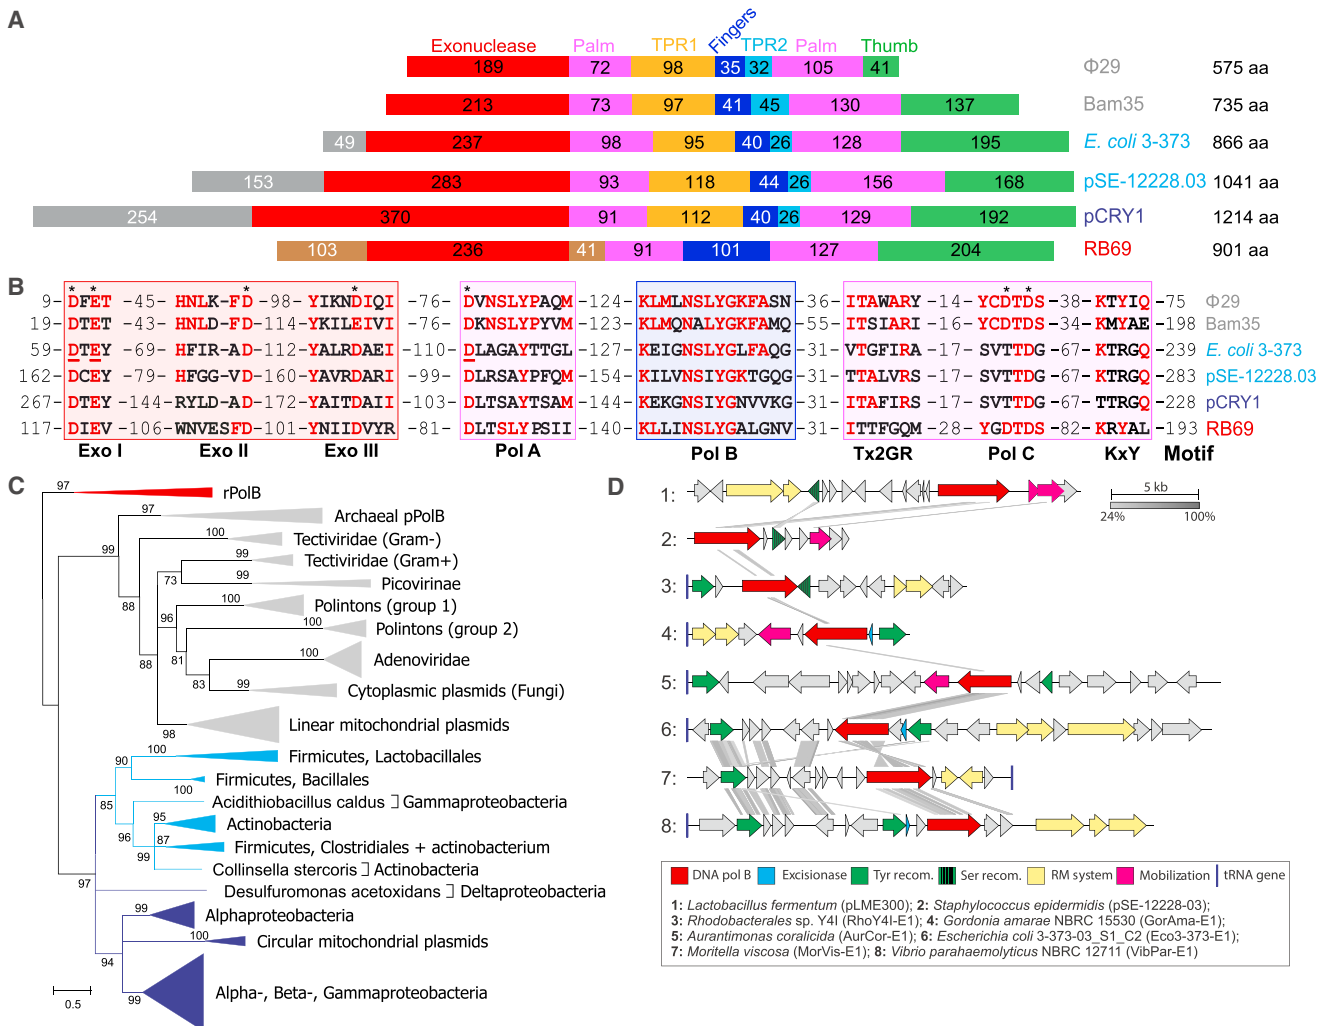 A
Exonuclease Palm TPR1 Fingers TPR2 Palm Thumb
189 72 98 35 32 105 41 Φ29 575 aa
213 73 97 41 45 130 137 Bam35 735 aa
49 237 98 95 40 26 128 195 E. coli 3-373 866 aa
153 283 93 118 44 26 156 168 pSE-12228.03 1041 aa
254 370 91 112 40 26 129 192 pCRY1 1214 aa
103 236 41 91 101 127 204 RB69 901 aa
B
* * * * * * *
9- DFET -45- HNLK-FD -98- YIKNDIQI -76- DVNSLYPAQM -124- KLMLNSLYGKFASN -36- ITAWARY -14- YCDTDS -38- KTYIQ -75 Φ29
19- DTET -43- HNLD-FD -114- YKILEIVI -76- DKNSLYPYVM -123- KLMQNALYGKFAMQ -55- ITSIARI -16- YCDTDS -34- KMYAE -198 Bam35
59- DTEY -69- HFIR-AD -112- YALRDAEI -110- DLAGAYTTGL -127- KEIGNSLYGLFAQG -31- VTGFIRA -15- SVTTDG -67- KTRGQ -239 E. coli 3-373
162- DCEY -79- HFGG-VD -160- YAVRDARI -99- DLRSAYPFQM -154- KILVNSIYGKTGQG -31- TTALVRS -15- SVTTDG -67- KTRGQ -283 pSE-12228.03
267- DTEY -144- RYLD-AD -172- YAITDAII -103- DLTSAYTSAM -144- KEKGNSIYGNVVKG -31- ITAFIRS -15- SVTTDG -67- TTRGQ -228 pCRY1
117- DIEV -106- WNVESFD -101- YNIIDVYR -81- DLTSLYPSII -140- KLLINSLYGALGNV -31- ITTFGQM -28- YGDTDS -82- KRYAL -193 RB69
Exo I Exo II Exo III Pol A Pol B Tx2GR Pol C KxY Motif
C
97 rPolB
97 Archaeal pPolB
100 Tectiviridae (Gram-)
99
99 Tectiviridae (Gram+)
73 99 Picovirinae
88 100 Polintons (group 1)
96
100 Polintons (group 2)
88 81 100 Adenoviridae
83 99 Cytoplasmic plasmids (Fungi)
98 Linear mitochondrial plasmids
100 Firmicutes, Lactobacillales
90
Firmicutes, Bacillales
100
85 Acidithiobacillus caldus ] Gammaproteobacteria
95 Actinobacteria
96 87 Firmicutes, Clostridiales + actinobacterium
99 Collinsella stercoris ] Actinobacteria
97 Desulfuromonas acetoxidans ] Deltaproteobacteria
99 Alphaproteobacteria
100 Circular mitochondrial plasmids
94
99 Alpha-, Beta-, Gammaproteobacteria
0.5
D
1:
5 kb
24% 100%
2:
3:
4:
5:
6:
7:
8:
DNA pol B Excisionase Tyr recom. Ser recom. RM system Mobilization tRNA gene
1: Lactobacillus fermentum (pLME300); 2: Staphylococcus epidermidis (pSE-12228-03);
3: Rhodobacterales sp. Y4I (RhoY4I-E1); 4: Gordonia amarae NBRC 15530 (GorAma-E1);
5: Aurantimonas coralicida (AurCor-E1); 6: Escherichia coli 3-373-03_S1_C2 (Eco3-373-E1);
7: Moritella viscosa (MorVis-E1); 8: Vibrio parahaemolyticus NBRC 12711 (VibPar-E1)